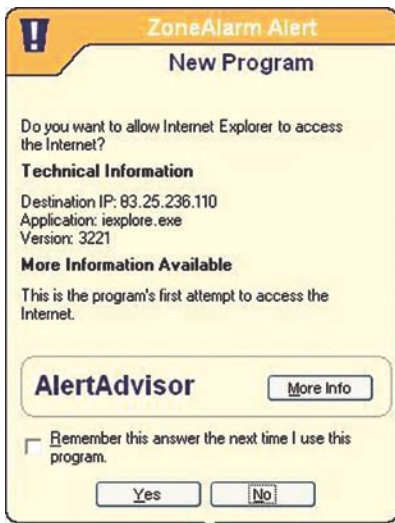 ZoneAlarm Alert
New Program
Do you want to allow Internet Explorer to access
the Internet?
Technical Information
Destination IP: 83.25.236.110
Application: iexplore.exe
Version: 3221
More Information Available
This is the program's first attempt to access the
Internet.
AlertAdvisor
More Info
Remember this answer the next time I use this
program.
Yes
No